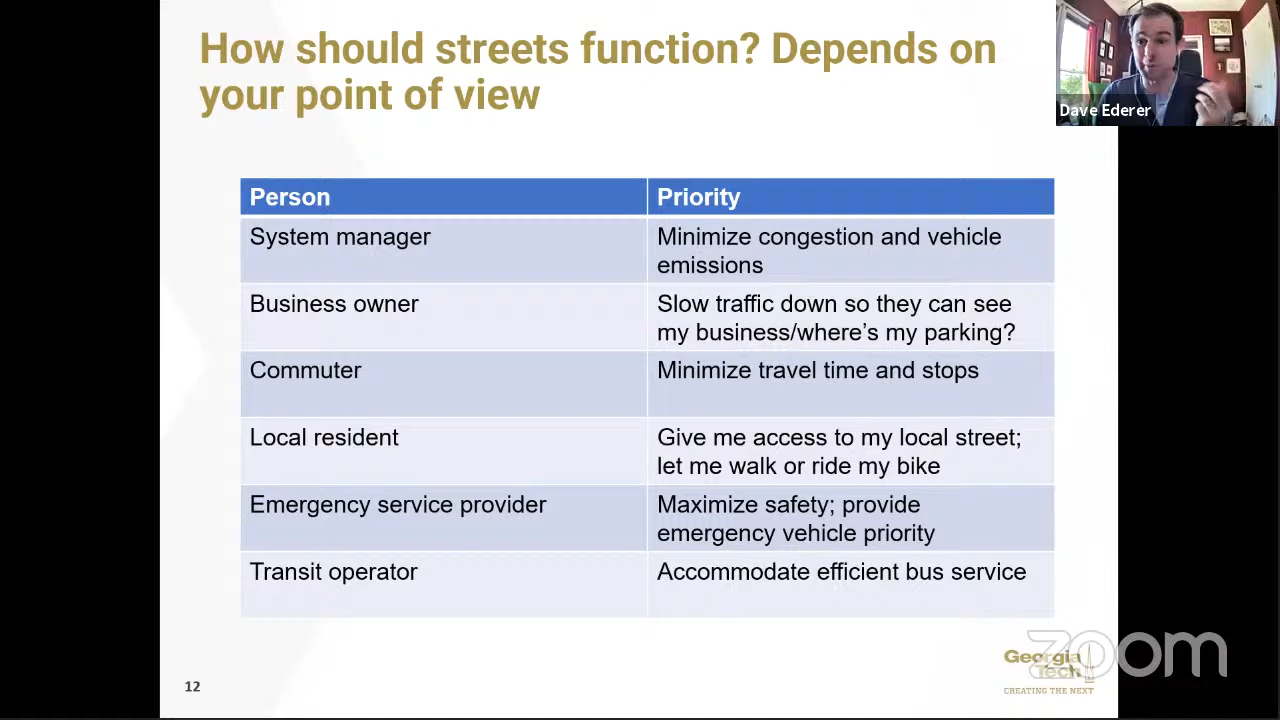 How should streets function? Depends on
your point of view
Dave Ederer
Person Priority
System manager Minimize congestion and vehicle
emissions
Business owner Slow traffic down so they can see
my business/where's my parking?
Commuter Minimize travel time and stops
Local resident Give me access to my local street;
let me walk or ride my bike
Emergency service provider Maximize safety; provide
emergency vehicle priority
Transit operator Accommodate efficient bus service
zoom
Georgia
Tech
CREATING THE NEXT
12